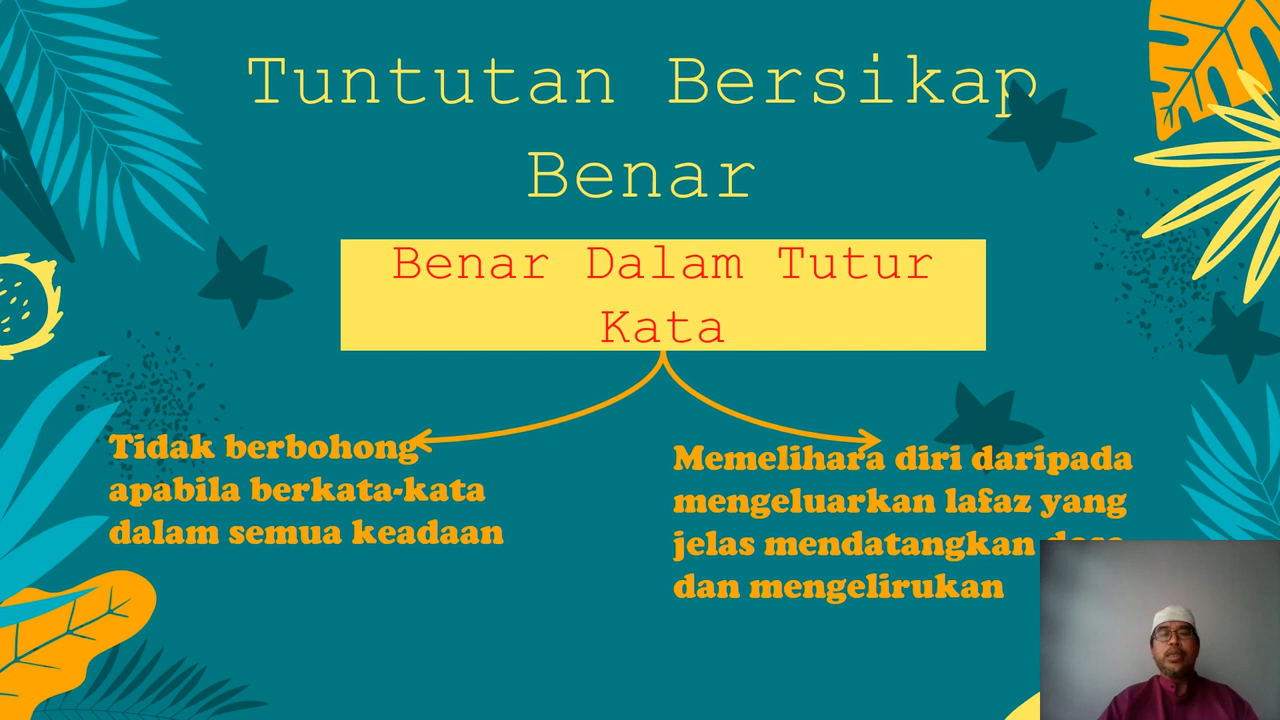 Tuntutan Bersikap
Benar
Benar Dalam Tutur
Kata
Tidak berbohong
apabila berkata-kata
dalam semua keadaan
Memelihara diri daripada
mengeluarkan lafaz yang
jelas mendatangkan
dan mengelirukan